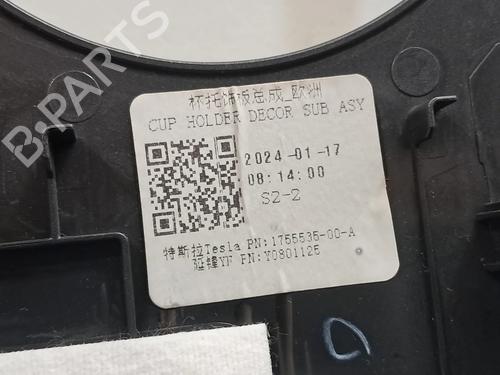 杯托饰板总成_欧洲
CUP HOLDER DECOR SUB ASY
2024-01-17
08:14:00
S2-2
特斯拉Tesla PN:1755535-00-A
延锋YF PN:Y0801125
B-PARTS